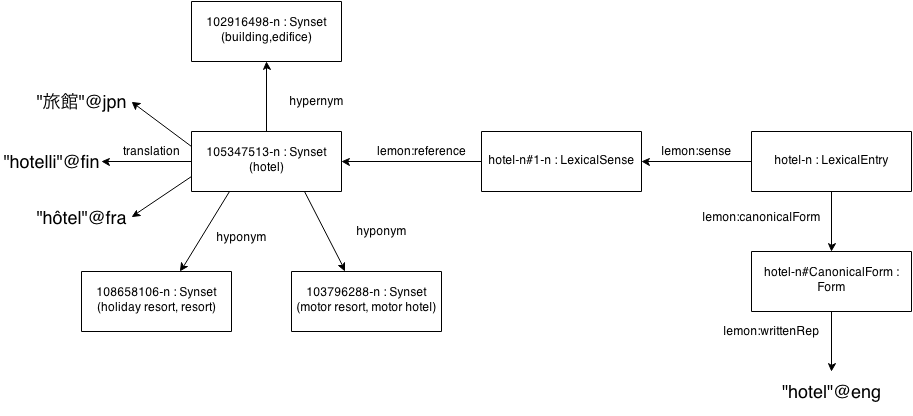 102916498-n : Synset
(building,edifice)
hypernym
"旅館"@jpn
translation
"hotelli"@fin
"hôtel"@fra
105347513-n : Synset
(hotel)
lemon:reference
hotel-n#1-n : LexicalSense
lemon:sense
hotel-n : LexicalEntry
hyponym
hyponym
lemon:canonicalForm
108658106-n : Synset
(holiday resort, resort)
103796288-n : Synset
(motor resort, motor hotel)
hotel-n#CanonicalForm :
Form
lemon:writtenRep
"hotel"@eng